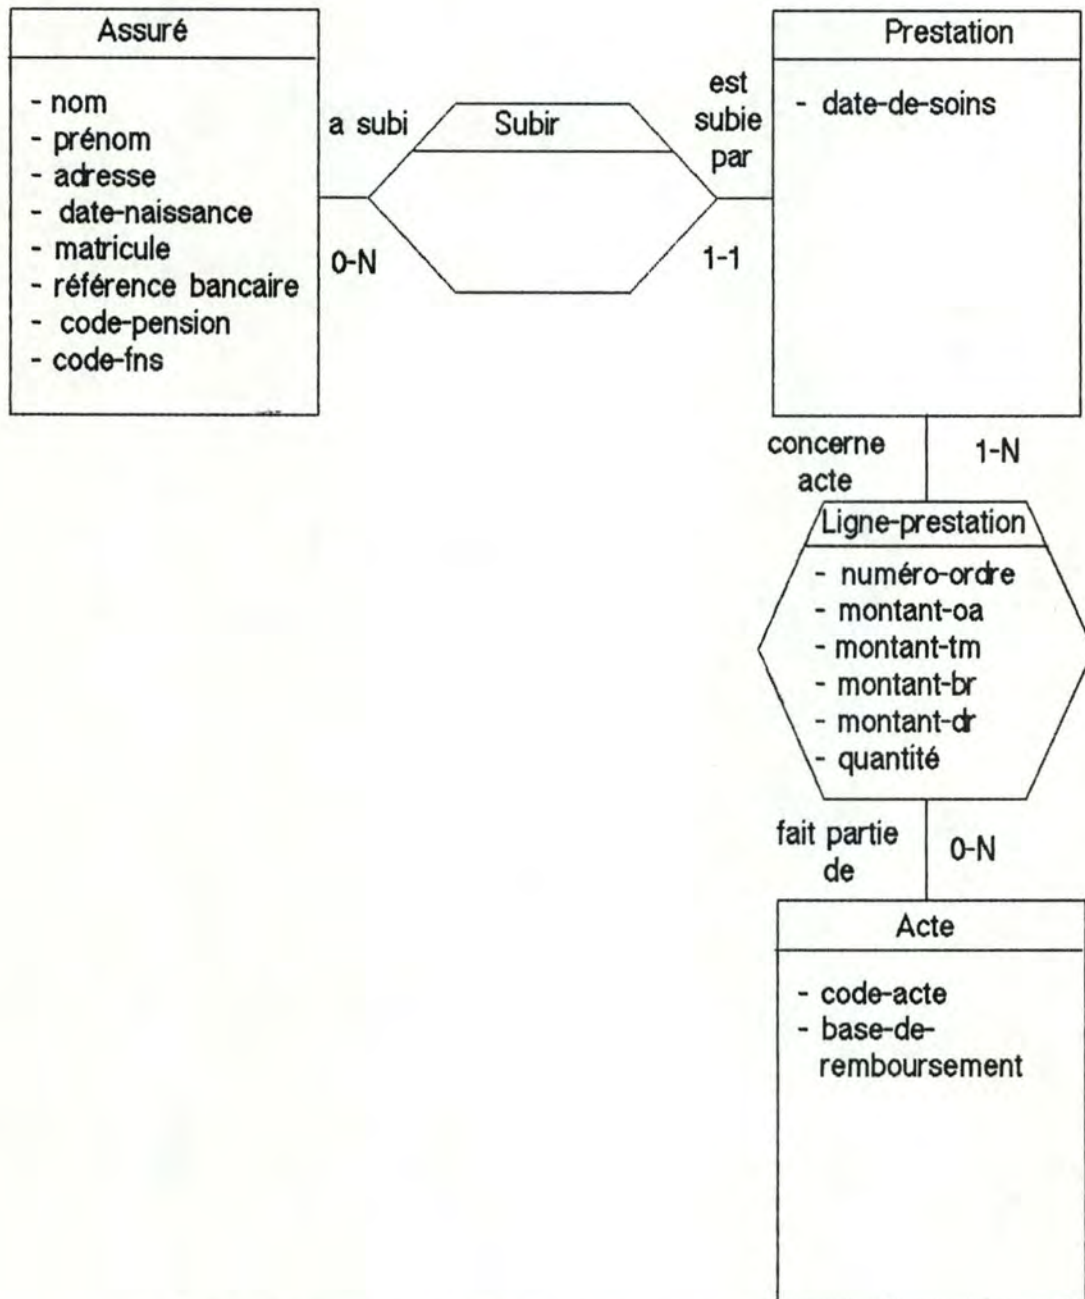 Assuré
- nom
- prénom
- adresse
- date-naissance
- matricule
- référence bancaire
- code-pension
- code-fns
a subi
0-N
Subir
est
subie
par
1-1
Prestation
- date-de-soins
concerne
acte
1-N
Ligne-prestation
- numéro-ordre
- montant-oa
- montant-tm
- montant-br
- montant-dr
- quantité
fait partie
de
0-N
Acte
- code-acte
- base-de-
remboursement